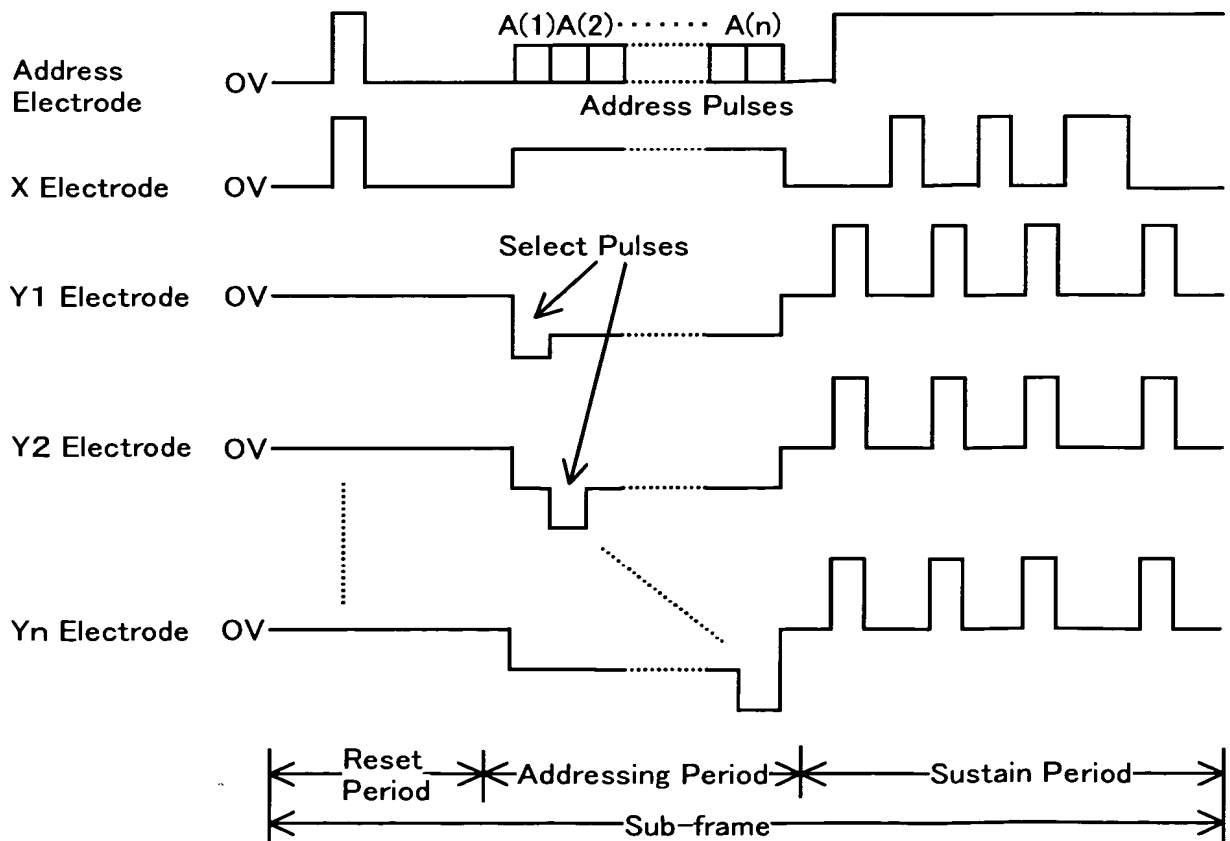 A(1)A(2)·······A(n)
Address Electrode OV
Address Pulses
X Electrode OV
Select Pulses
Y1 Electrode OV
Y2 Electrode OV
Yn Electrode OV
Reset Period
Addressing Period
Sustain Period
Sub-frame